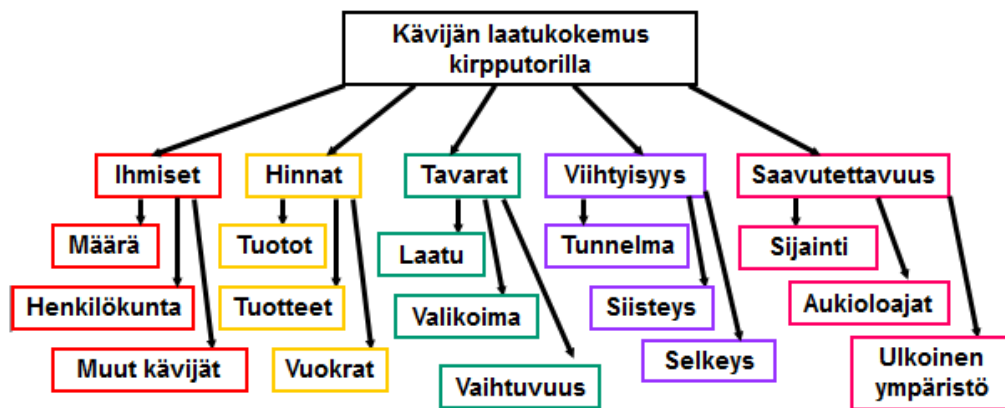 Kävijän laatukokemus
kirpputorilla
Ihmiset
Hinnat
Tavarat
Viihtyisyys
Saavutettavuus
Määrä
Tuotot
Laatu
Tunnelma
Sijainti
Henkilökunta
Tuotteet
Valikoima
Siisteys
Aukioloajat
Muut kävijät
Vuokrat
Vaihtuvuus
Selkeys
Ulkoinen
ympäristö